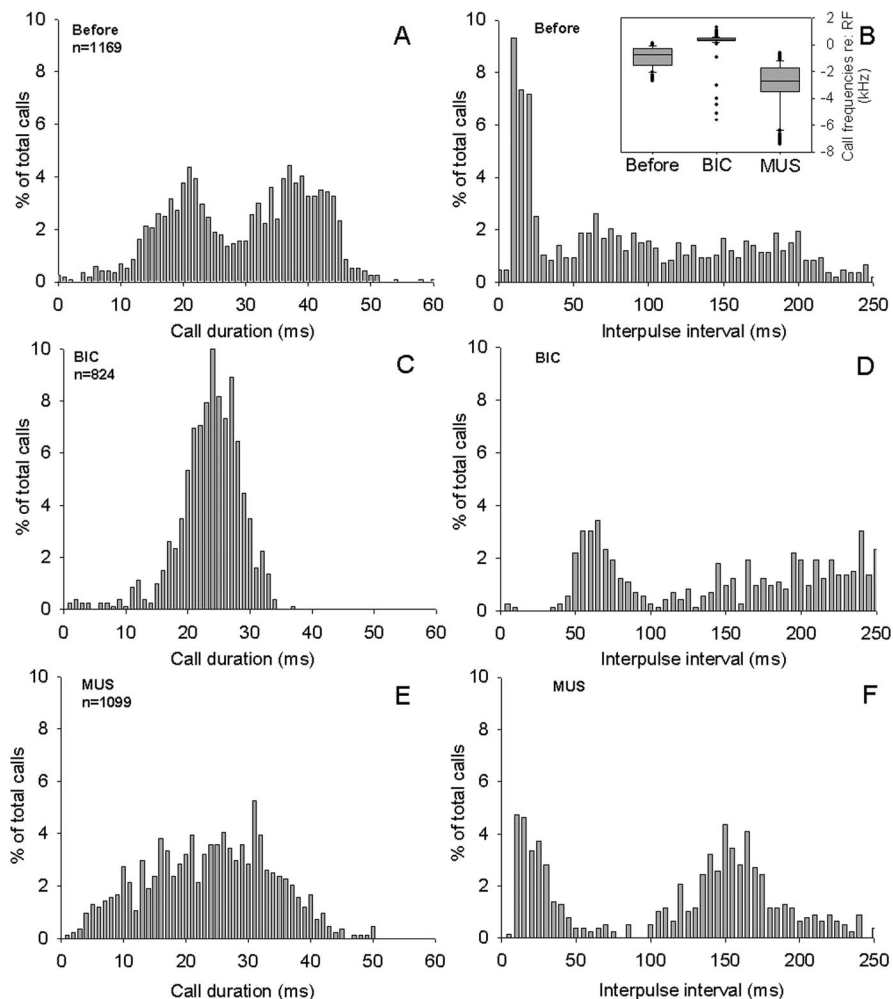 Before
n=1169
A
10
8
6
4
2
0
% of total calls
0 10 20 30 40 50 60
Call duration (ms)
Before
B
10
8
6
4
2
0
% of total calls
0 50 100 150 200 250
Interpulse interval (ms)
2
0
-2
-4
-6
-8
Call frequencies re: RF
(kHz)
Before BIC MUS
BIC
n=824
C
10
8
6
4
2
0
% of total calls
0 10 20 30 40 50 60
Call duration (ms)
BIC
D
10
8
6
4
2
0
% of total calls
0 50 100 150 200 250
Interpulse interval (ms)
MUS
n=1099
E
10
8
6
4
2
0
% of total calls
0 10 20 30 40 50 60
Call duration (ms)
MUS
F
10
8
6
4
2
0
% of total calls
0 50 100 150 200 250
Interpulse interval (ms)